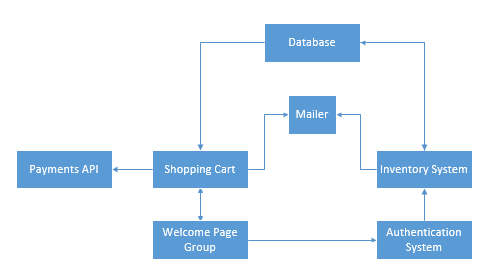 Database
Mailer
Payments API
Shopping Cart
Inventory System
Welcome Page
Group
Authentication
System